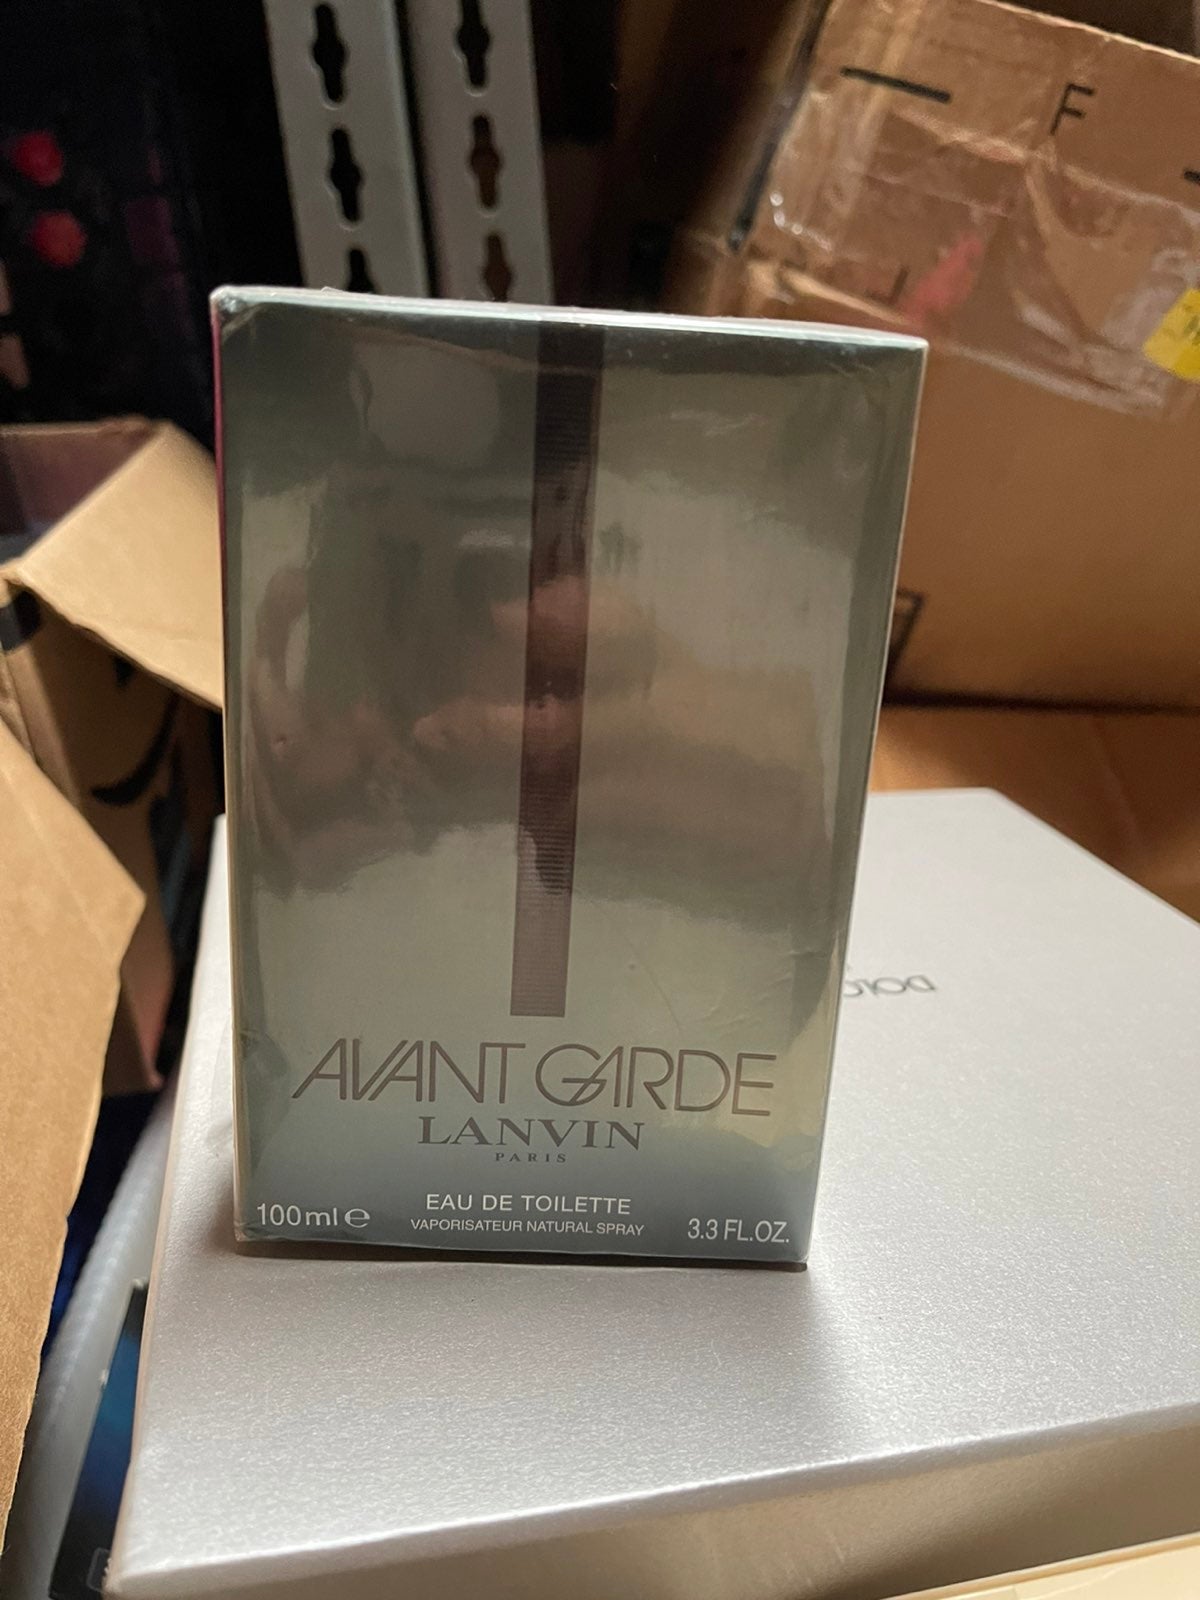 F
AVANT GARDE
LANVIN
PARIS
EAU DE TOILETTE
VAPORISATEUR NATURAL SPRAY
100ml e
3.3 FL.OZ.